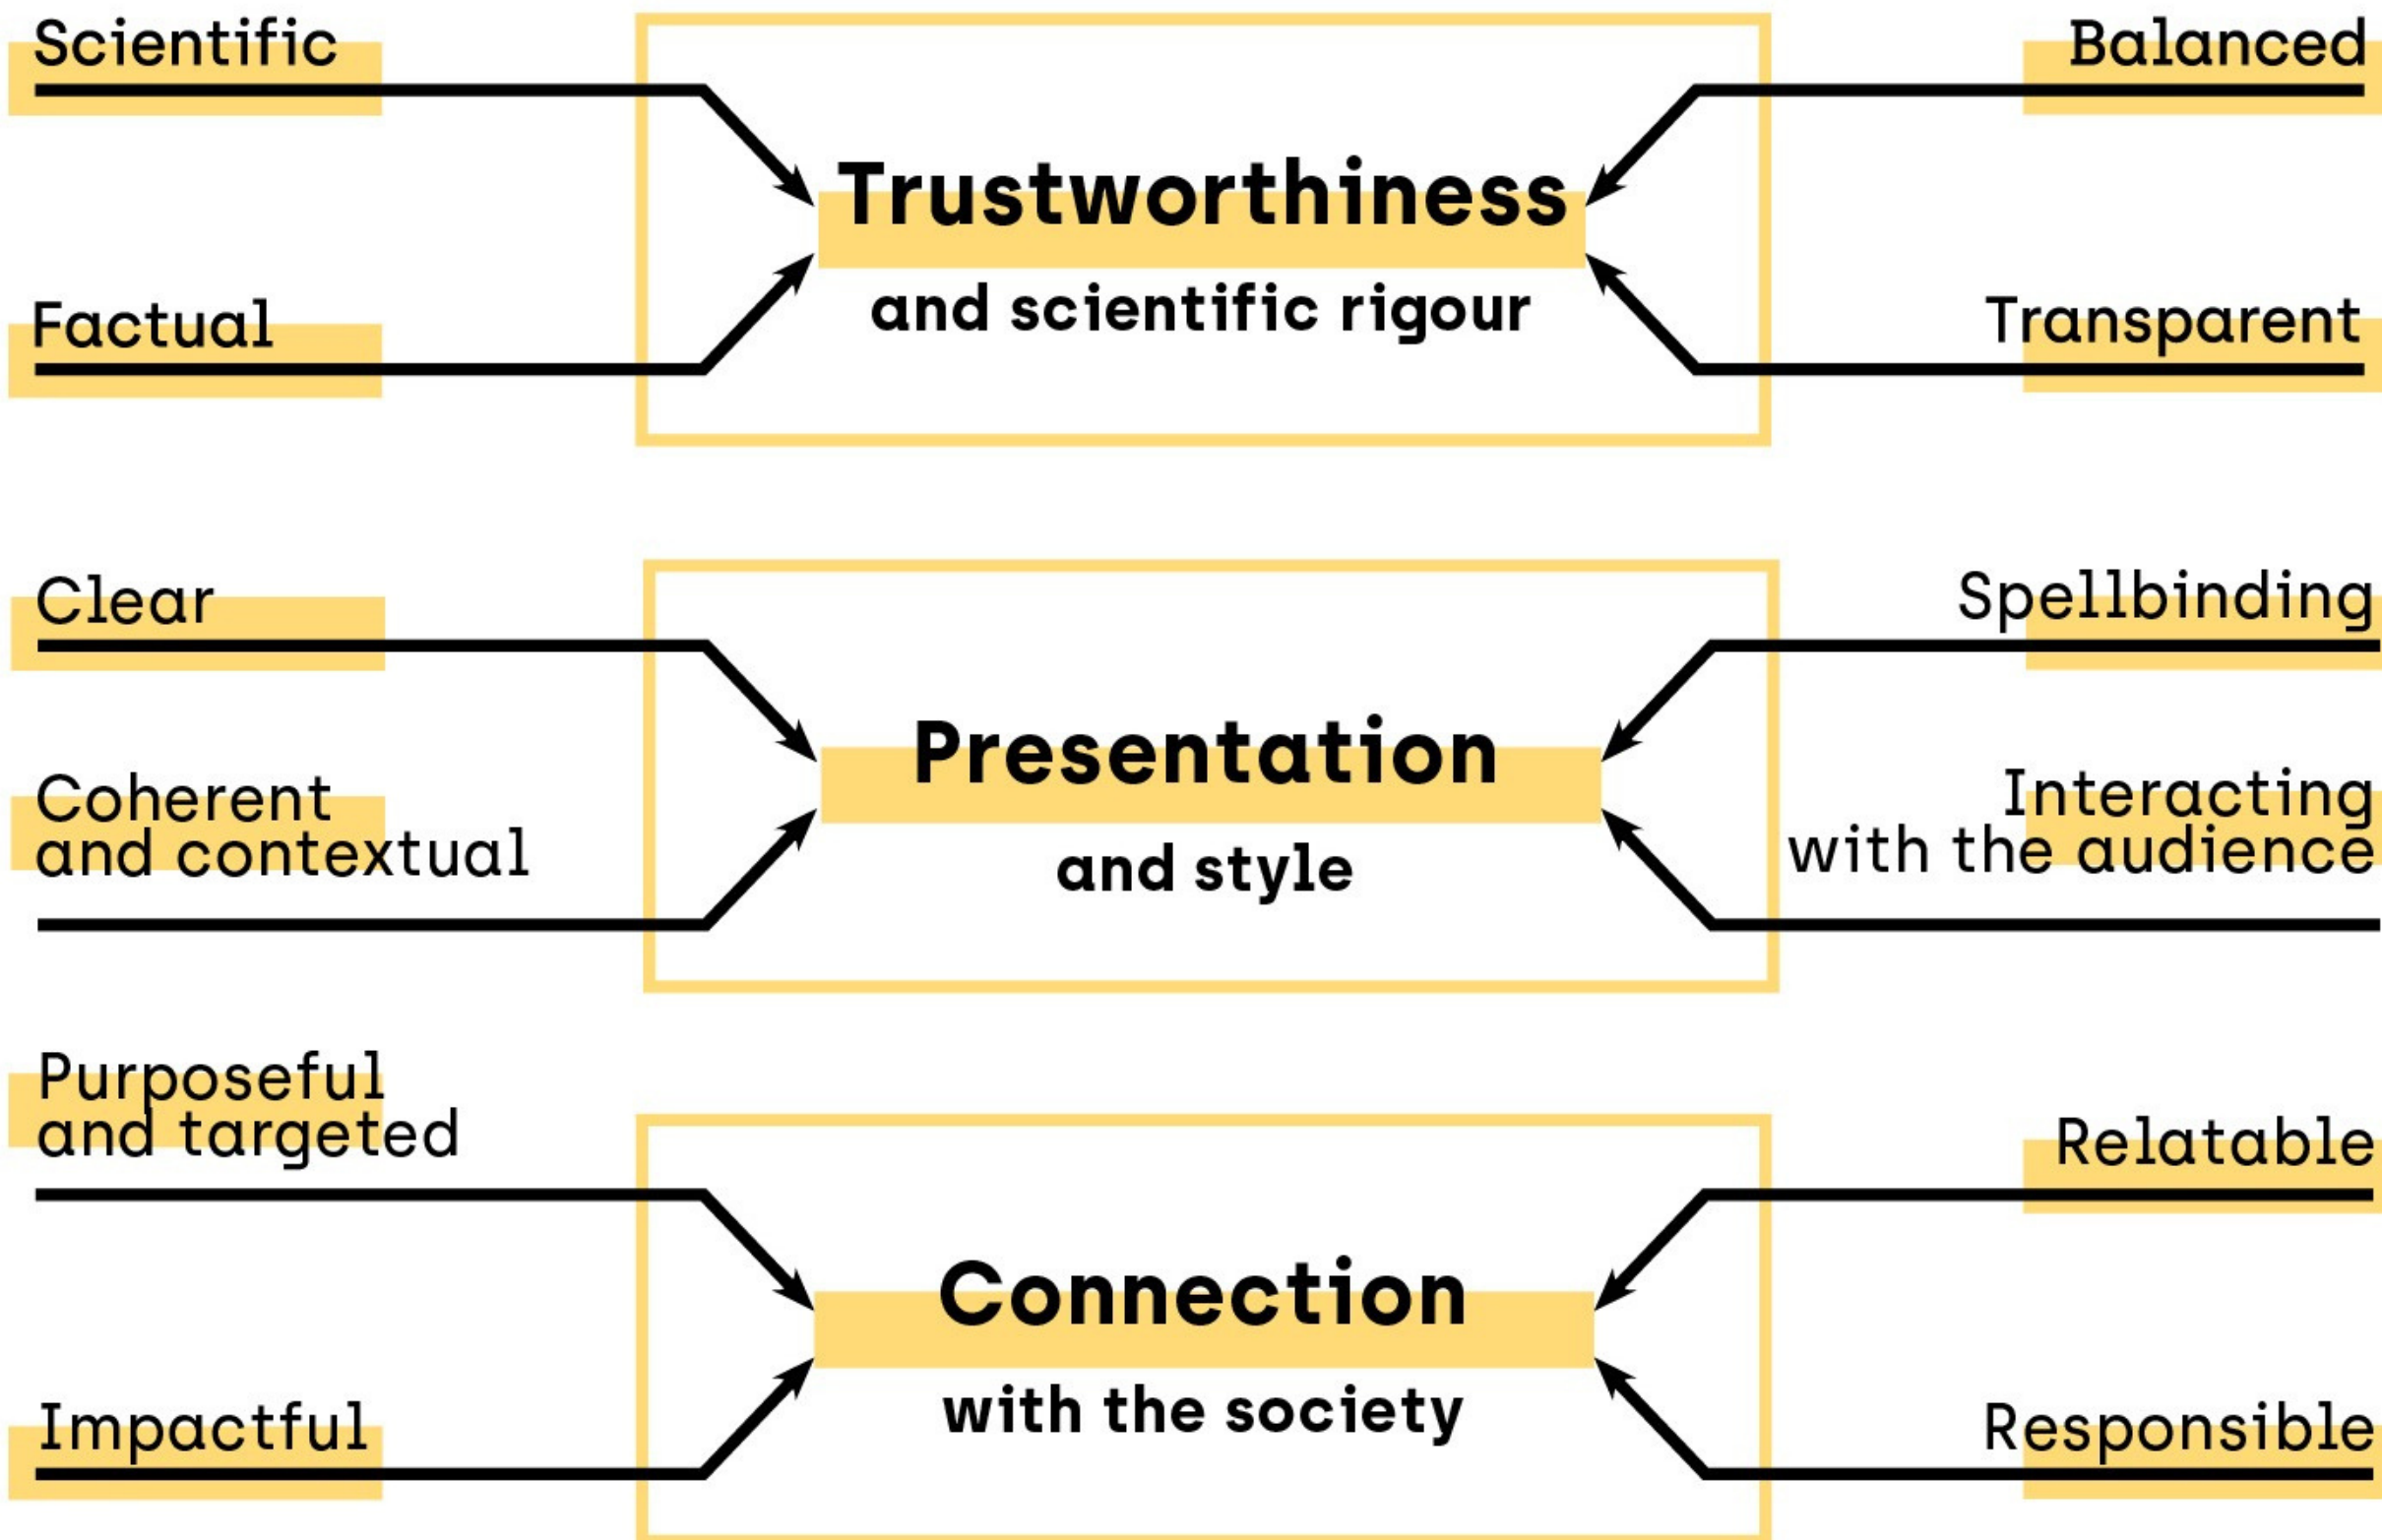 Scientific
Balanced
Trustworthiness
and scientific rigour
Factual
Transparent
Clear
Spellbinding
Presentation
and style
Coherent
and contextual
Interacting
with the audience
Purposeful
and targeted
Relatable
Connection
with the society
Impactful
Responsible